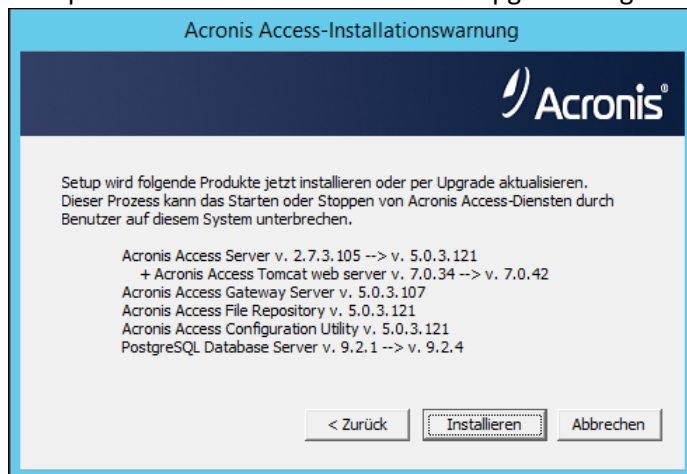 Acronis Access-Installationswarnung
Acronis®
Setup wird folgende Produkte jetzt installieren oder per Upgrade aktualisieren.
Dieser Prozess kann das Starten oder Stoppen von Acronis Access-Diensten durch
Benutzer auf diesem System unterbrechen.
Acronis Access Server v. 2.7.3.105 --> v. 5.0.3.121
+ Acronis Access Tomcat web server v. 7.0.34 --> v. 7.0.42
Acronis Access Gateway Server v. 5.0.3.107
Acronis Access File Repository v. 5.0.3.121
Acronis Access Configuration Utility v. 5.0.3.121
PostgreSQL Database Server v. 9.2.1 --> v. 9.2.4
< Zurück
Installieren
Abbrechen